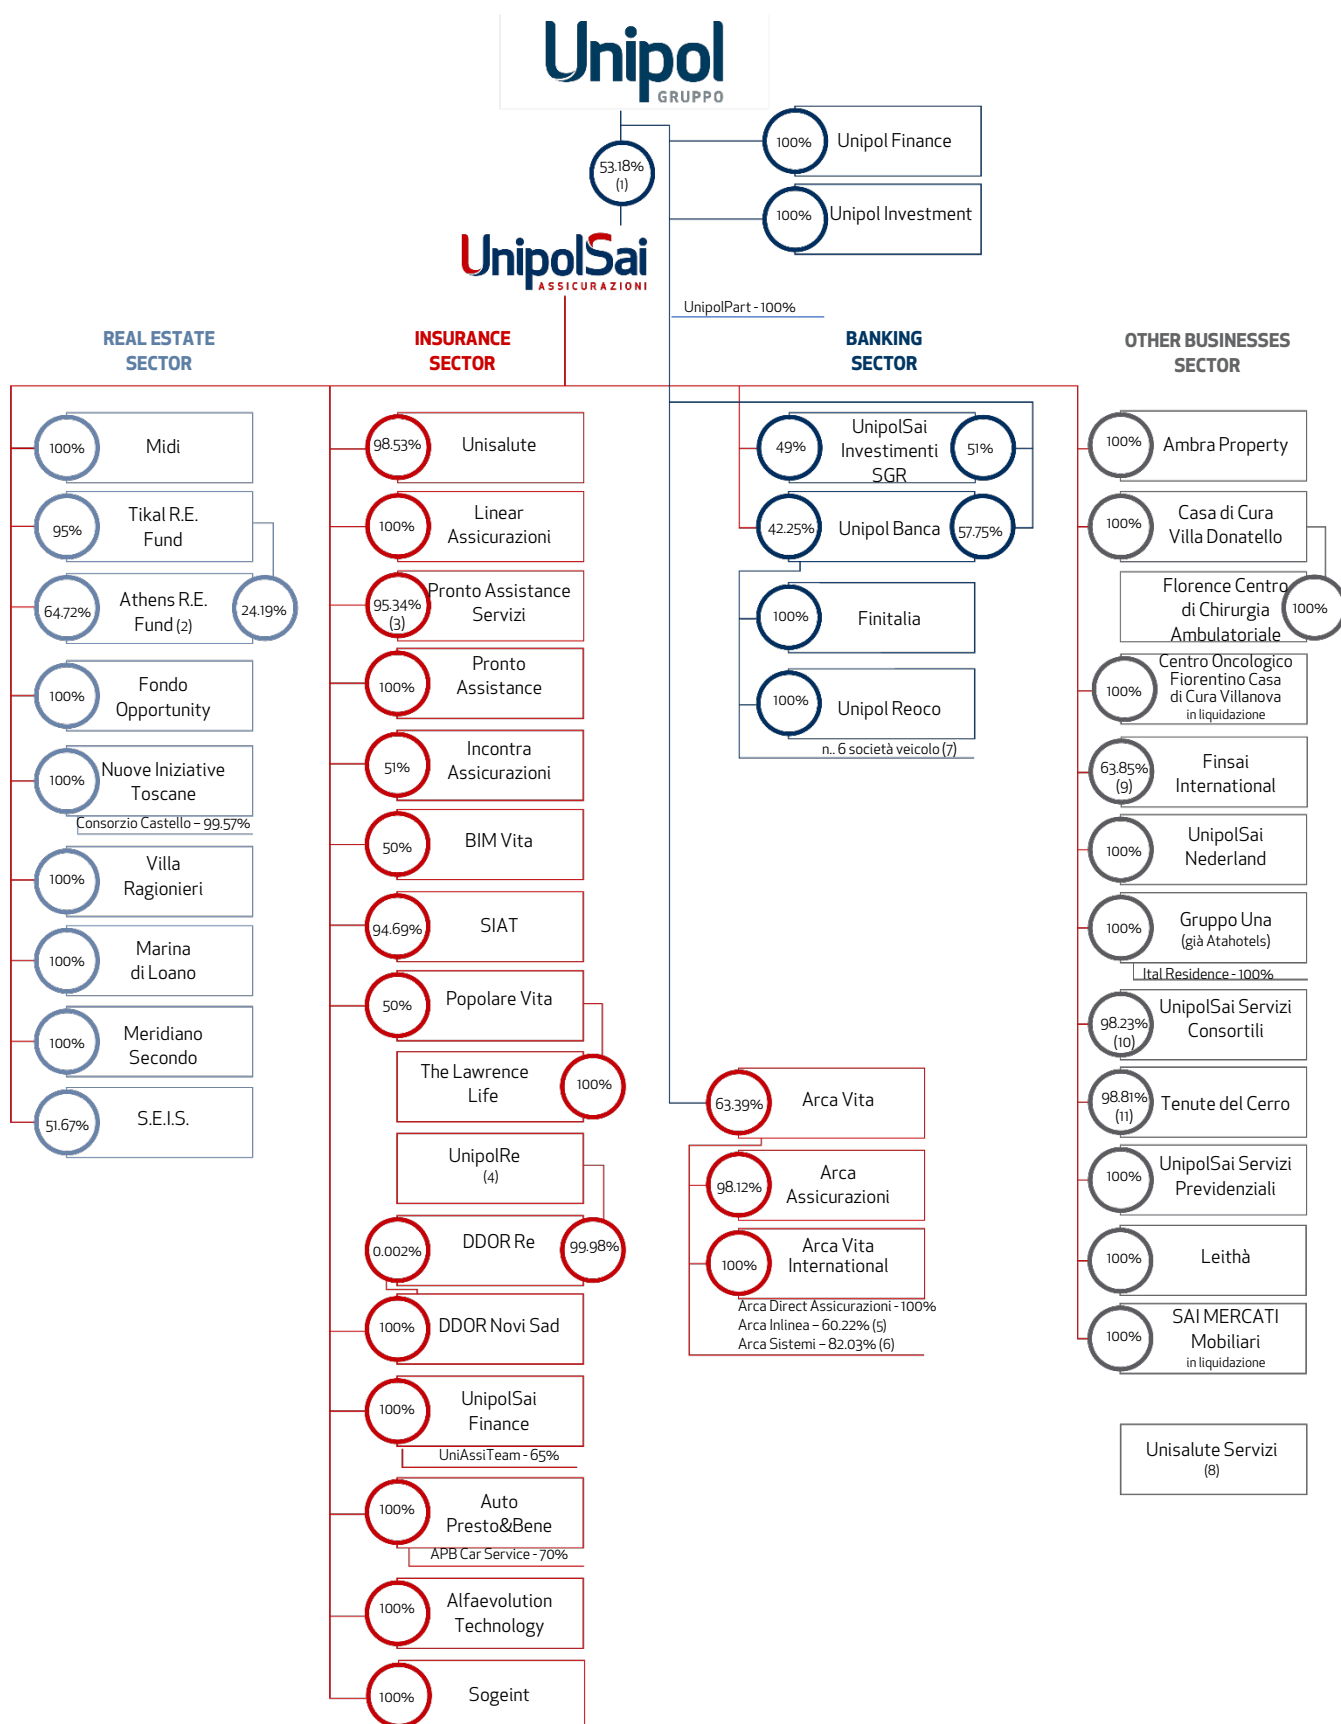 Unipol
GRUPPO
100%
Unipol Finance
53.18%
(1)
100%
Unipol Investment
UnipolSai
ASSICURAZIONI
UnipolPart - 100%
REAL ESTATE
SECTOR
100%
Midi
95%
Tikal R.E.
Fund
64.72%
Athens R.E.
Fund (2)
24.19%
100%
Fondo
Opportunity
100%
Nuove Iniziative
Toscane
Consorzio Castello – 99.57%
100%
Villa
Ragionieri
100%
Marina
di Loano
100%
Meridiano
Secondo
51.67%
S.E.I.S.
INSURANCE
SECTOR
98.53%
Unisalute
100%
Linear
Assicurazioni
95.34%
(3)
Pronto Assistance
Servizi
100%
Pronto
Assistance
51%
Incontra
Assicurazioni
50%
BIM Vita
94.69%
SIAT
50%
Popolare Vita
The Lawrence
Life
100%
UnipolRe
(4)
0.002%
DDOR Re
99.98%
100%
DDOR Novi Sad
100%
UnipolSai
Finance
UniAssiTeam - 65%
100%
Auto
Presto&Bene
APB Car Service - 70%
100%
Alfaevolution
Technology
100%
Sogeint
BANKING
SECTOR
49%
UnipolSai
Investimenti
SGR
51%
42.25%
Unipol Banca
57.75%
100%
Finitalia
100%
Unipol Reoco
n.. 6 società veicolo (7)
63.39%
Arca Vita
98.12%
Arca
Assicurazioni
100%
Arca Vita
International
Arca Direct Assicurazioni - 100%
Arca Inlinea – 60.22% (5)
Arca Sistemi – 82.03% (6)
OTHER BUSINESSES
SECTOR
100%
Ambra Property
100%
Casa di Cura
Villa Donatello
Florence Centro
di Chirurgia
Ambulatoriale
100%
100%
Centro Oncologico
Fiorentino Casa
di Cura Villanova
in liquidazione
63.85%
(9)
Finsai
International
100%
UnipolSai
Nederland
100%
Gruppo Una
(già Atahotels)
Ital Residence - 100%
98.23%
(10)
UnipolSai Servizi
Consortili
98.81%
(11)
Tenute del Cerro
100%
UnipolSai Servizi
Previdenziali
100%
Leithà
100%
SAI MERCATI
Mobiliari
in liquidazione
Unisalute Servizi
(8)